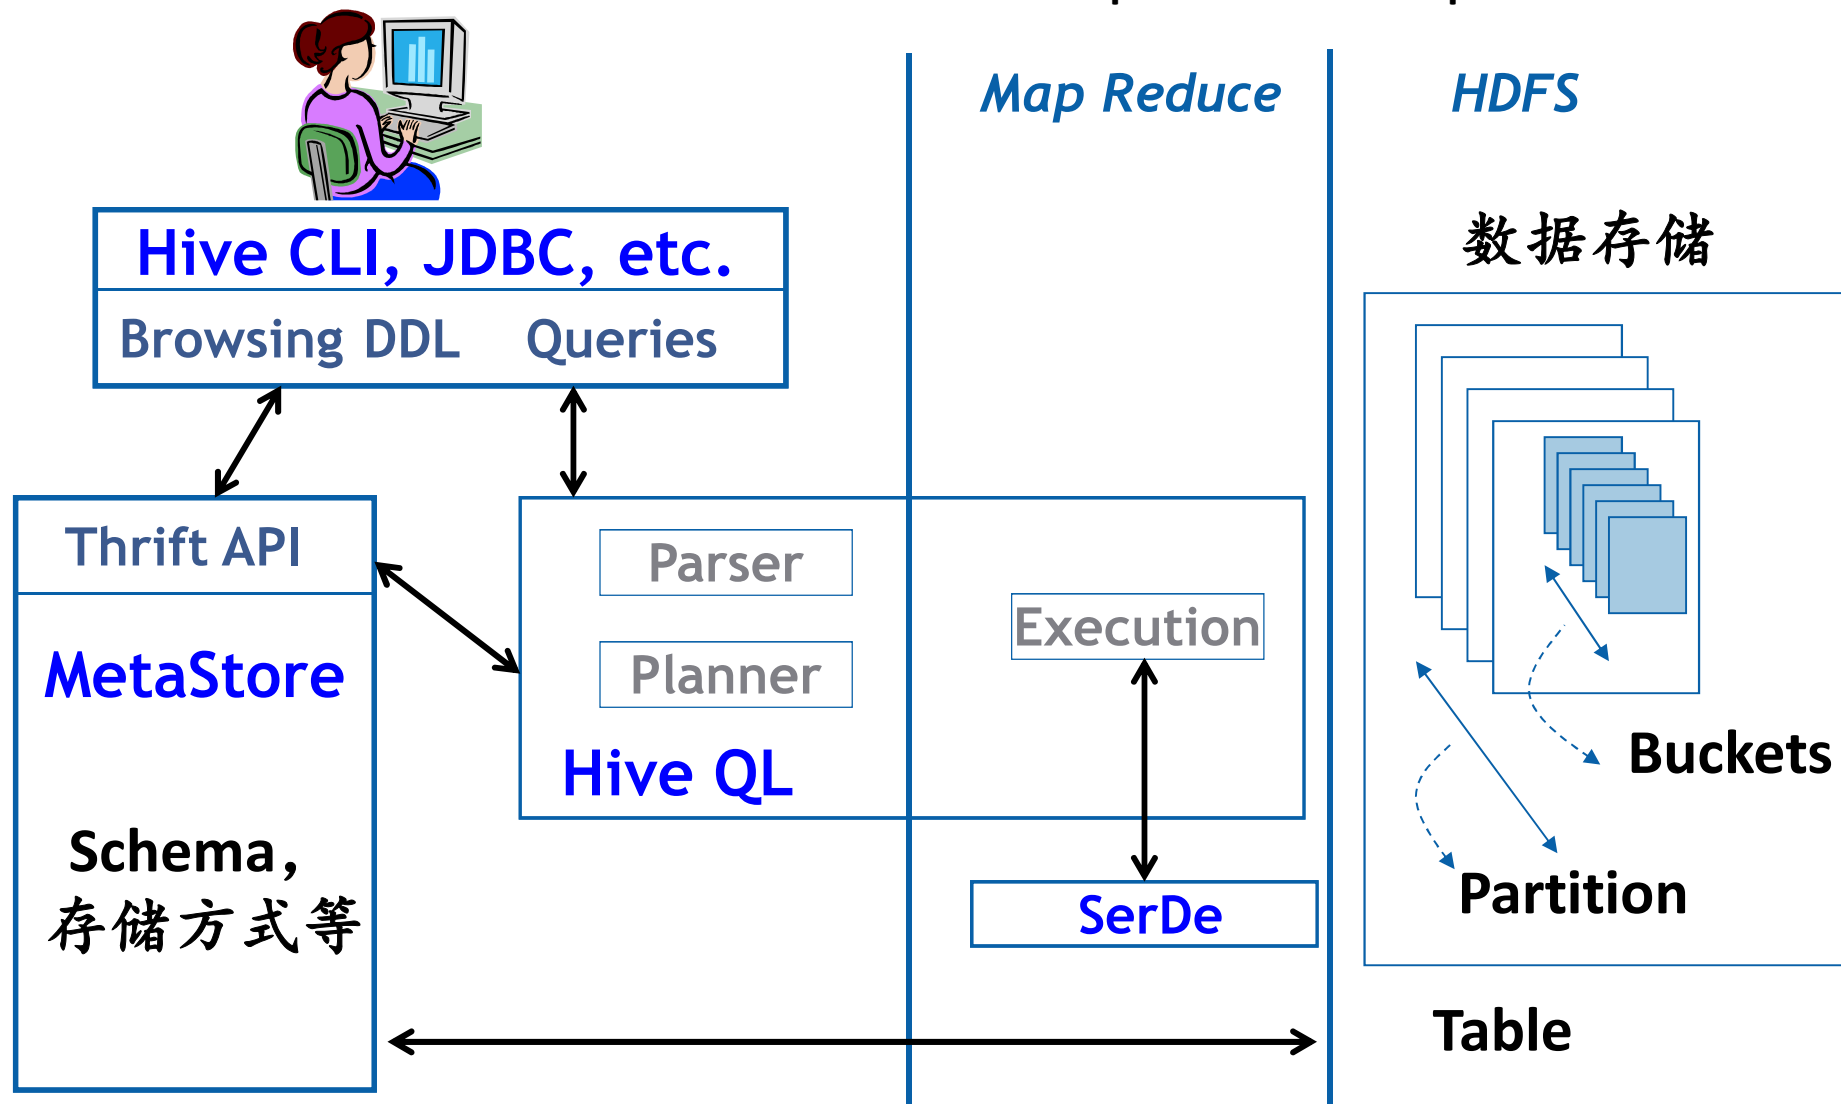 Map Reduce
HDFS
数据存储
Hive CLI, JDBC, etc.
Browsing DDL Queries
Thrift API
MetaStore
Schema,
存储方式等
Parser
Planner
Hive QL
Execution
SerDe
Buckets
Partition
Table